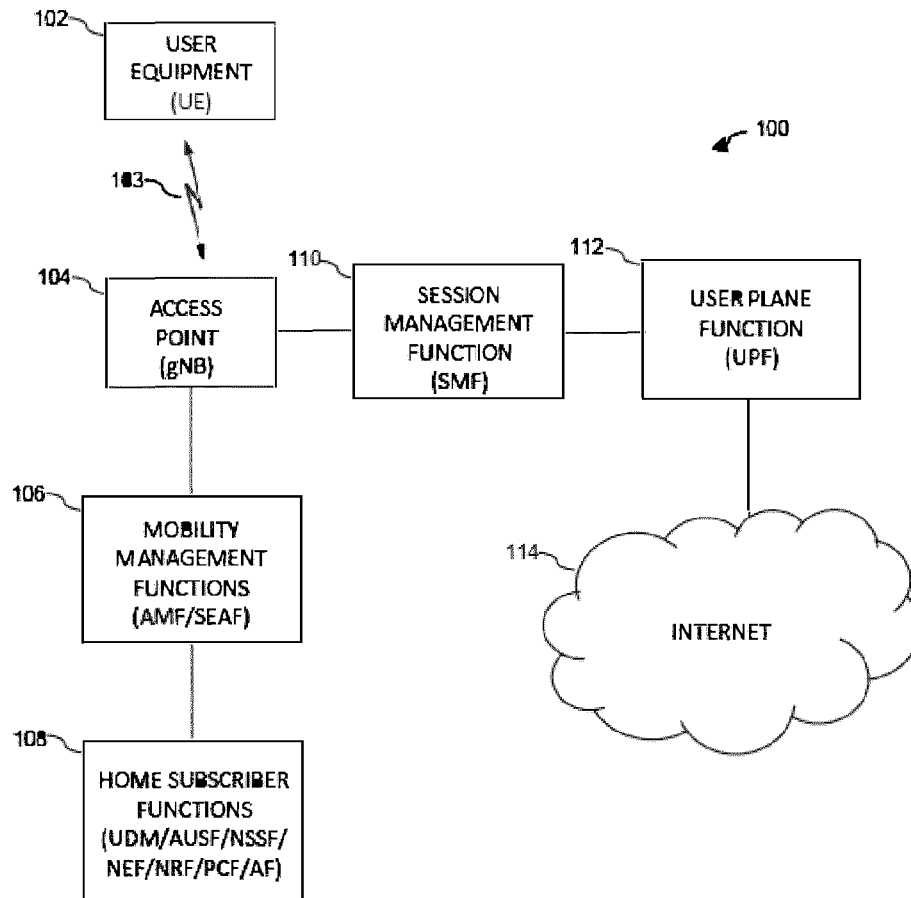 102
USER
EQUIPMENT
(UE)
100
103
104
ACCESS
POINT
(gNB)
110
SESSION
MANAGEMENT
FUNCTION
(SMF)
112
USER PLANE
FUNCTION
(UPF)
106
MOBILITY
MANAGEMENT
FUNCTIONS
(AMF/SEAF)
114
INTERNET
108
HOME SUBSCRIBER
FUNCTIONS
(UDM/AUSF/NSSF/
NEF/NRF/PCF/AF)